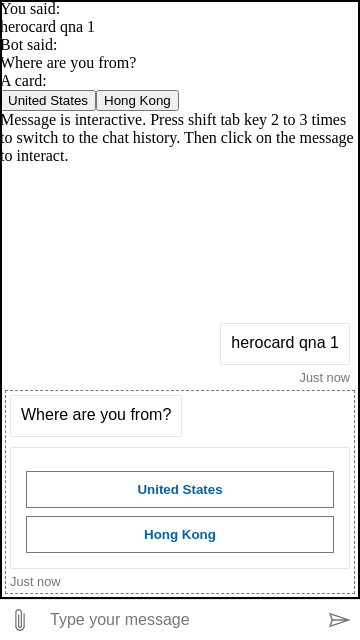 You said:
herocard qna 1
Bot said:
Where are you from?
A card:
United States Hong Kong
Message is interactive. Press shift tab key 2 to 3 times
to switch to the chat history. Then click on the message
to interact.
herocard qna 1
Just now
Where are you from?
United States
Hong Kong
Just now
Type your message